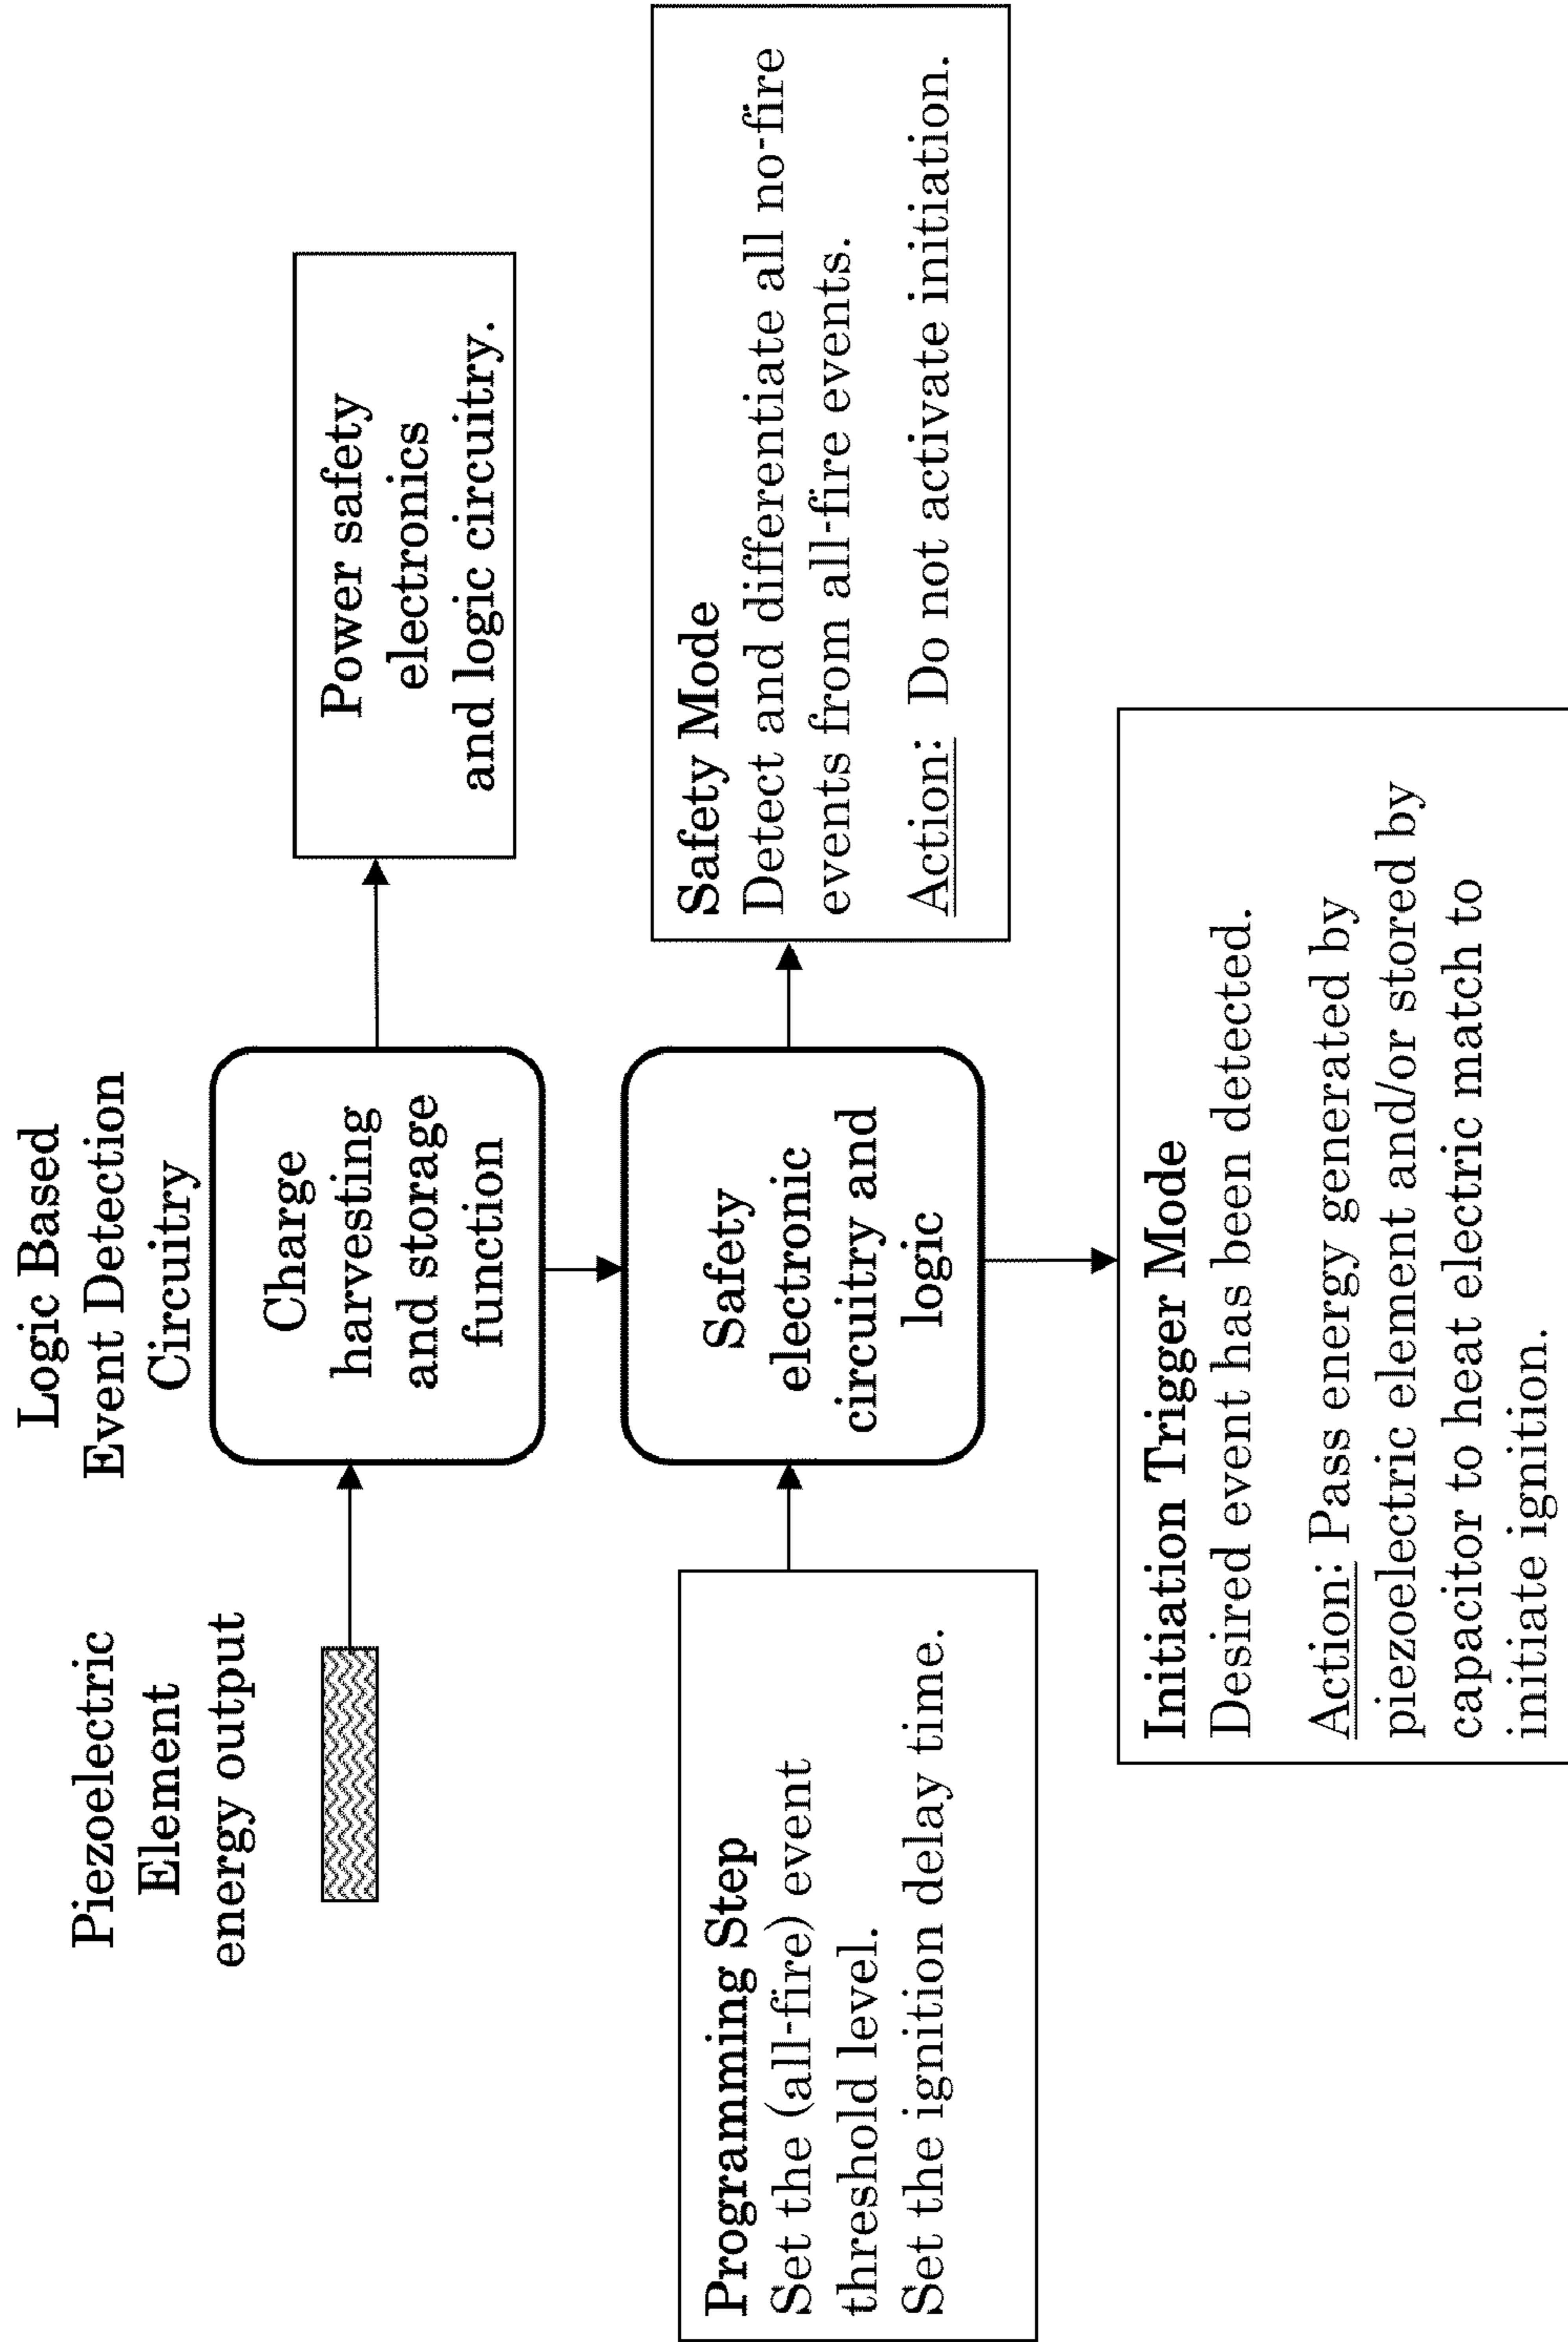 Piezoelectric
Element
energy output
Logic Based
Event Detection
Circuitry
Charge
harvesting
and storage
function
Power safety
electronics
and logic circuitry.
Programming Step
Set the (all-fire) event
threshold level.
Set the ignition delay time.
Safety
electronic
circuitry and
logic
Safety Mode
Detect and differentiate all no-fire
events from all-fire events.
Action: Do not activate initiation.
Initiation Trigger Mode
Desired event has been detected.
Action: Pass energy generated by
piezoelectric element and/or stored by
capacitor to heat electric match to
initiate ignition.